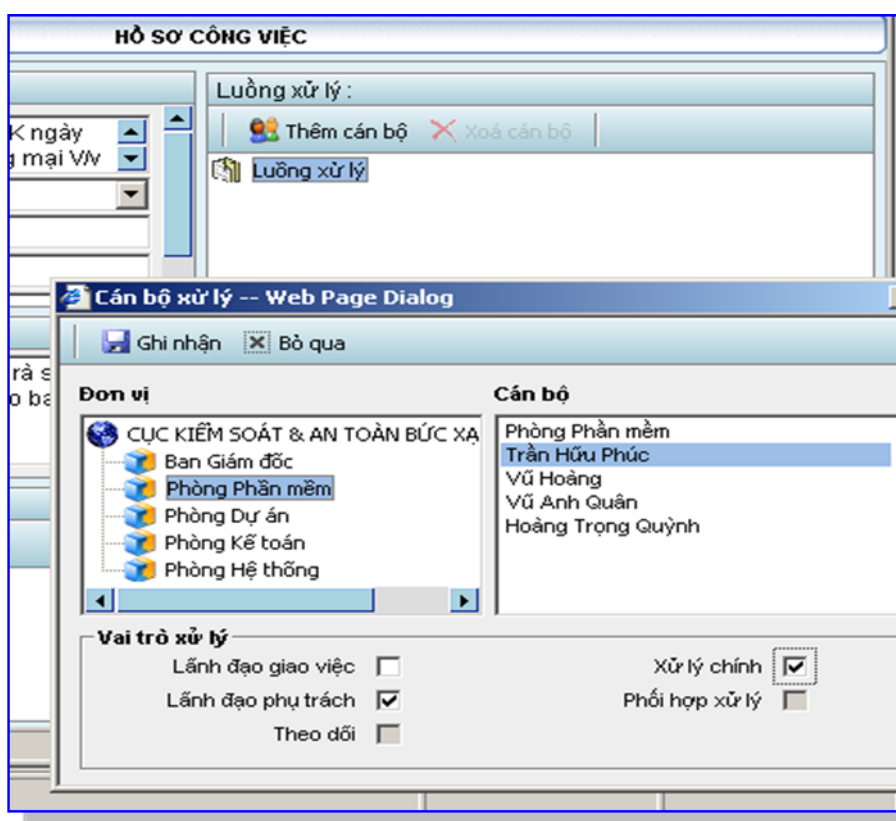 HỒ SƠ CÔNG VIỆC
Luồng xử lý :
K ngày
g mại V/v
Thêm cán bộ Xoá cán bộ
Luồng xử lý
Cán bộ xử lý -- Web Page Dialog
Ghi nhận Bỏ qua
rà s
o ba
Đơn vị
CỤC KIỂM SOÁT & AN TOÀN BỨC XẠ
Ban Giám đốc
Phòng Phần mềm
Phòng Dự án
Phòng Kế toán
Phòng Hệ thống
Cán bộ
Phòng Phần mềm
Trần Hữu Phúc
Vũ Hoàng
Vũ Anh Quân
Hoàng Trọng Quỳnh
Vai trò xử lý
Lãnh đạo giao việc
Xử lý chính
Lãnh đạo phụ trách
Phối hợp xử lý
Theo dõi